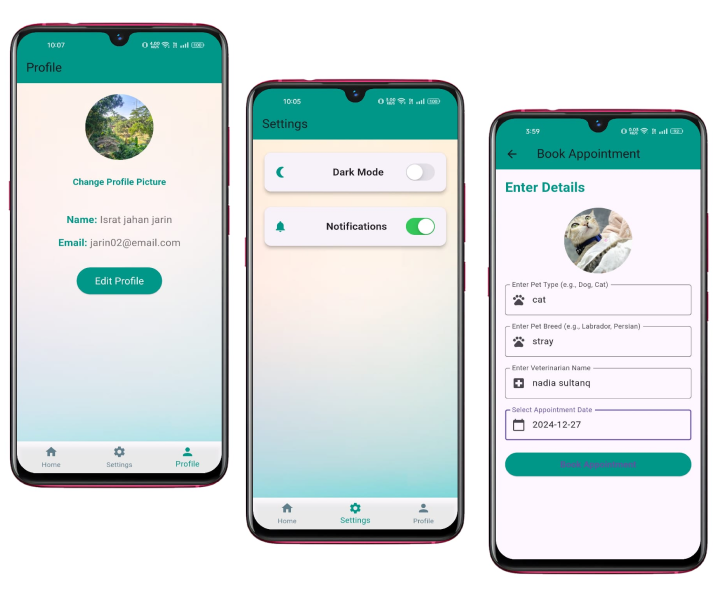 10:07
Profile
Change Profile Picture
Name: Israt jahan jarin
Email: jarin02@email.com
Edit Profile
Home
Settings
Profile
10:05
Settings
Dark Mode
Notifications
Home
Settings
Profile
3:59
Book Appointment
Enter Details
Enter Pet Type (e.g., Dog, Cat)
cat
Enter Pet Breed (e.g., Labrador, Persian)
stray
Enter Veterinarian Name
nadia sultanq
Select Appointment Date
2024-12-27
Book Appointment